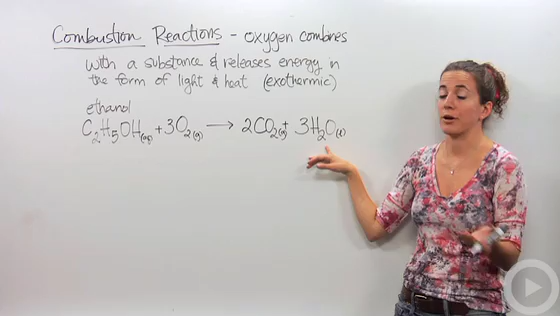 Combustion Reactions - oxygen combines
with a substance & releases energy in
the form of light & heat (exothermic)
ethanol
C₂H₅OH(aq) + 3O₂(g) → 2CO₂(g) + 3H₂O(l)